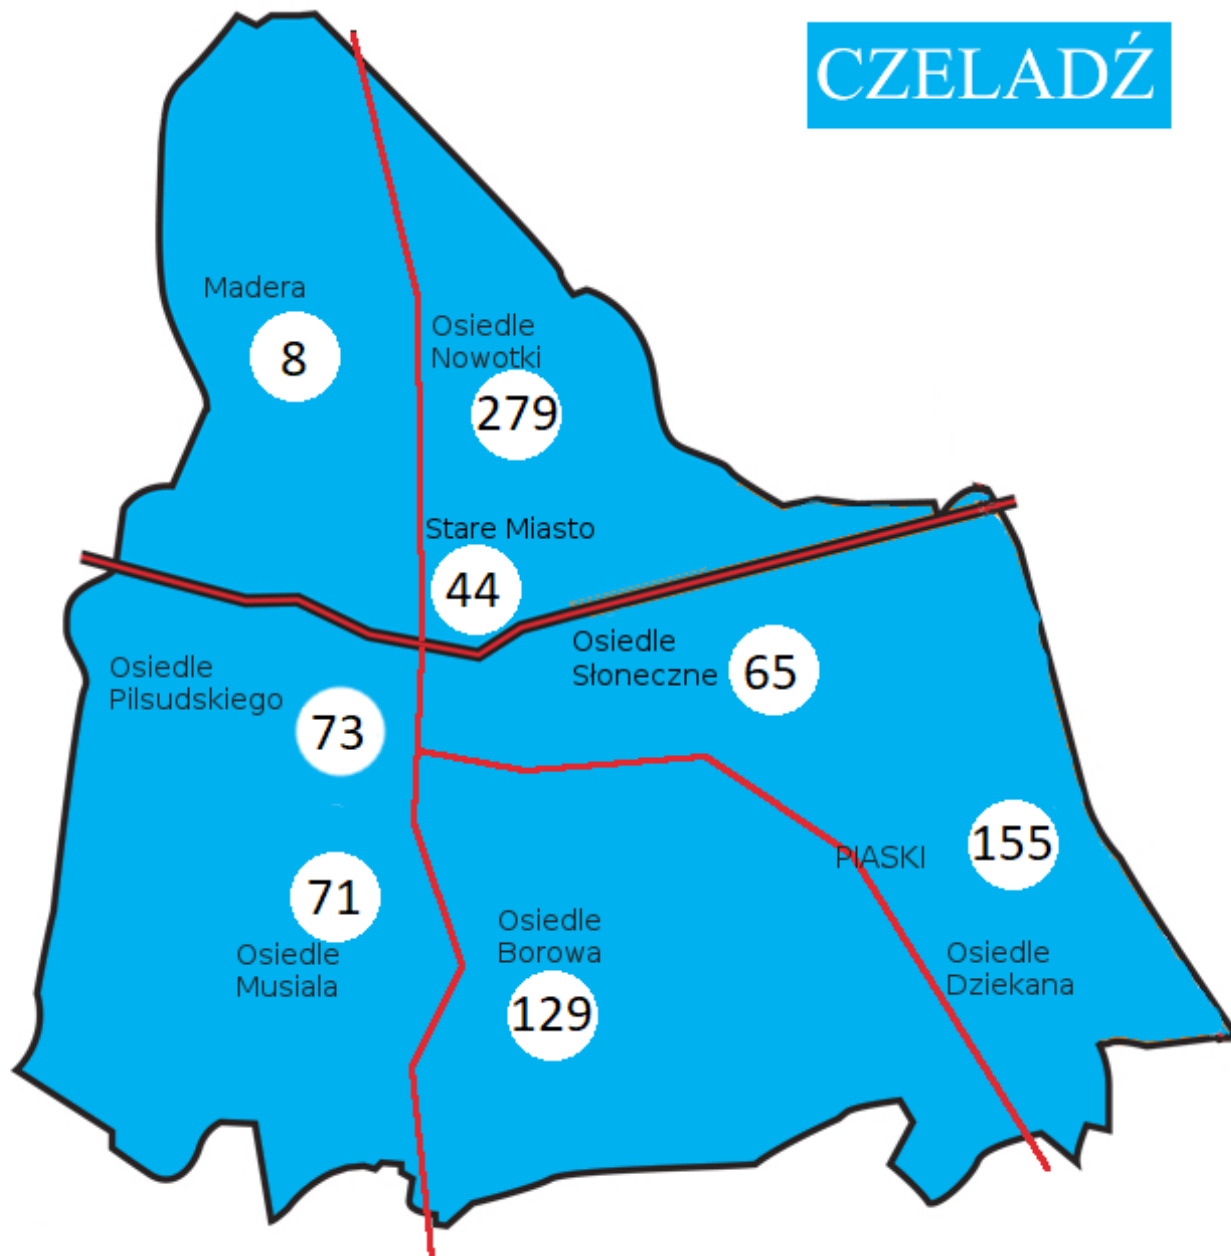 CZELADŹ
Madera
8
Osiedle
Nowotki
279
Stare Miasto
44
Osiedle
Słoneczne
65
Osiedle
Pilsudskiego
73
PIASKI
155
71
Osiedle
Musiala
Osiedle
Borowa
129
Osiedle
Dziekana